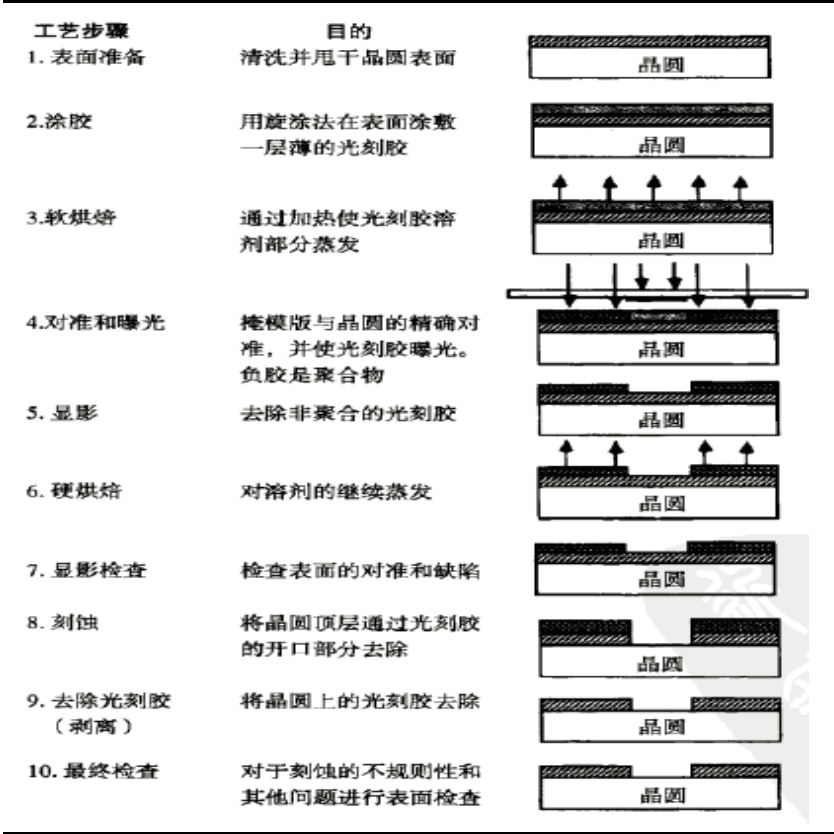 工艺步骤 目的
1. 表面准备 清洗并甩干晶圆表面
晶圆
2.涂胶 用旋涂法在表面涂敷
一层薄的光刻胶
晶圆
3.软烘焙 通过加热使光刻胶溶
剂部分蒸发
晶圆
4.对准和曝光 掩模版与晶圆的精确对
准，并使光刻胶曝光。
负胶是聚合物
晶圆
5. 显影 去除非聚合的光刻胶
晶圆
6. 硬烘焙 对溶剂的继续蒸发
晶圆
7. 显影检查 检查表面的对准和缺陷
晶圆
8. 刻蚀 将晶圆顶层通过光刻胶
的开口部分去除
晶圆
9. 去除光刻胶 将晶圆上的光刻胶去除
（剥离）
晶圆
10. 最终检查 对于刻蚀的不规则性和
其他问题进行表面检查
晶圆